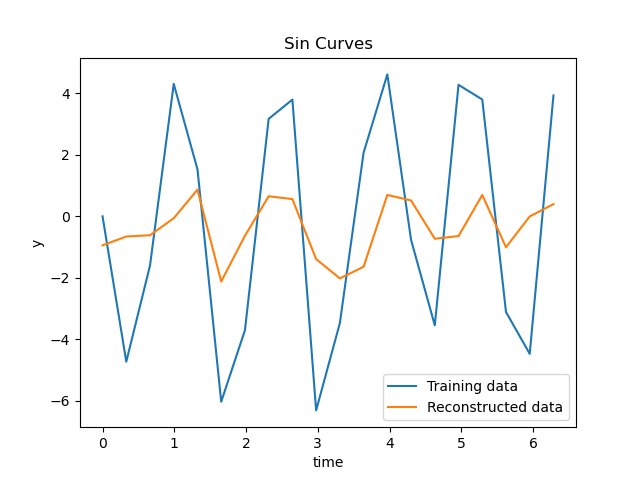 Sin Curves
y
4
2
0
−2
−4
−6
0 1 2 3 4 5 6
time
Training data
Reconstructed data